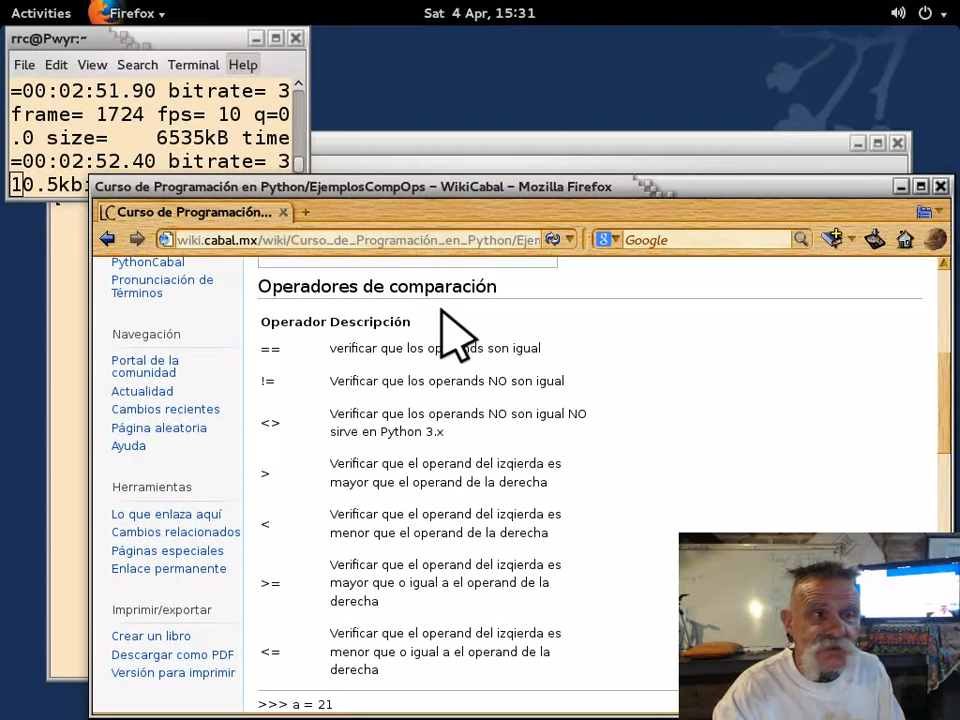 Activities Firefox Sat 4 Apr, 15:31
rrc@Pwyr:~
File Edit View Search Terminal Help
=00:02:51.90 bitrate= 3
frame= 1724 fps= 10 q=0
.0 size= 6535kB time
=00:02:52.40 bitrate= 3
10.5kbi
Curso de Programación en Python/EjemplosCompOps – WikiCabal – Mozilla Firefox
Curso de Programación...
wiki.cabal.mx/wiki/Curso_de_Programación_en_Python/Ejen
Google
PythonCabal
Pronunciación de
Términos
Navegación
Portal de la
comunidad
Actualidad
Cambios recientes
Página aleatoria
Ayuda
Herramientas
Lo que enlaza aquí
Cambios relacionados
Páginas especiales
Enlace permanente
Imprimir/exportar
Crear un libro
Descargar como PDF
Versión para imprimir
Operadores de comparación
Operador Descripción
== verificar que los operands son igual
!= Verificar que los operands NO son igual
<> Verificar que los operands NO son igual NO
sirve en Python 3.x
> Verificar que el operand del izqierda es
mayor que el operand de la derecha
< Verificar que el operand del izqierda es
menor que el operand de la derecha
>= Verificar que el operand del izqierda es
mayor que o igual a el operand de la
derecha
<= Verificar que el operand del izqierda es
menor que o igual a el operand de la
derecha
>>> a = 21